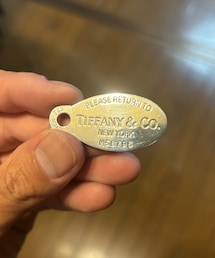 PLEASE RETURN TO
TIFFANY & CO.
NEW YORK